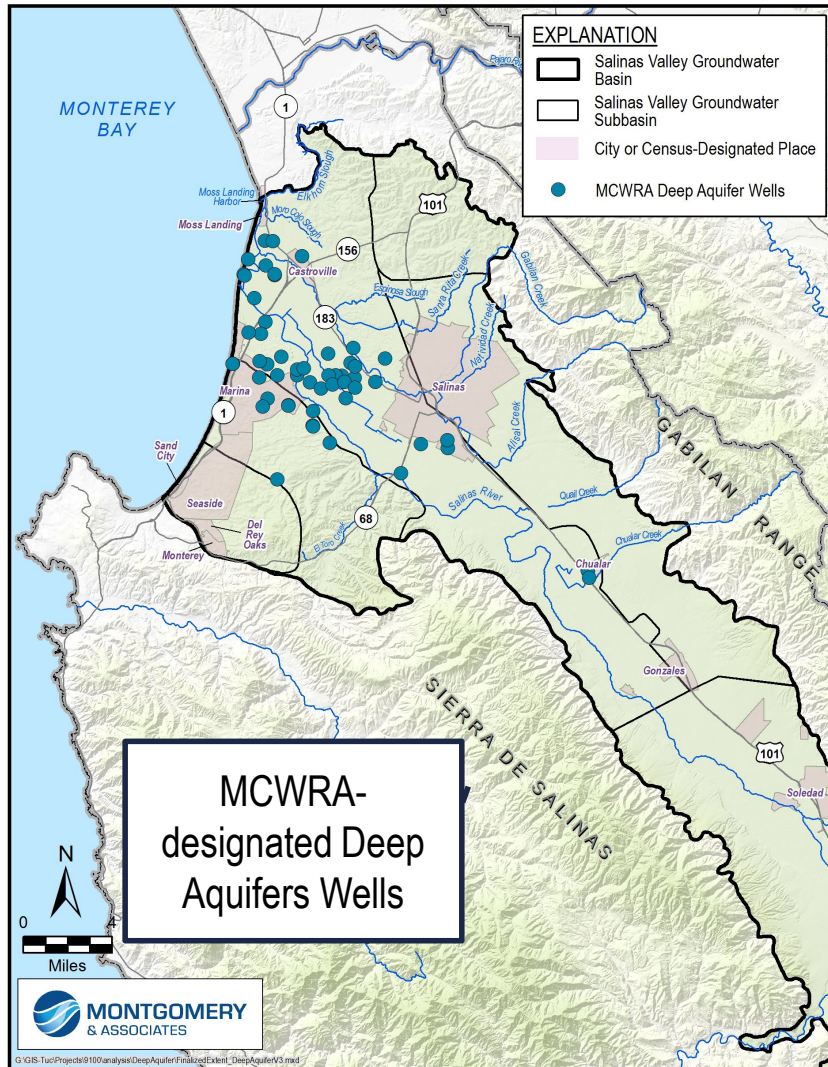 EXPLANATION
Salinas Valley Groundwater
Basin
Salinas Valley Groundwater
Subbasin
City or Census-Designated Place
MCWRA Deep Aquifer Wells
MONTEREY
BAY
1
Elkhorn Slough
Moss Landing
Harbor
Moss Landing
Moro Cojo Slough
101
156
Castroville
Gabilan Creek
Santa Rita Creek
Espinosa Slough
Natividad Creek
183
Salinas
Marina
1
Alisal Creek
Sand
City
GABILAN RANGE
Seaside
Salinas River
Quail Creek
68
Del
Rey
Oaks
El Toro Creek
Monterey
Chualar Creek
Chualar
Gonzales
SIERRA DE SALINAS
101
Soledad
MCWRA-
designated Deep
Aquifers Wells
N
0 4
Miles
MONTGOMERY
& ASSOCIATES
G:\GIS-Tuc\Projects\9100\analysis\DeepAquifer\FinalizedExtent_DeepAquiferV3.mxd